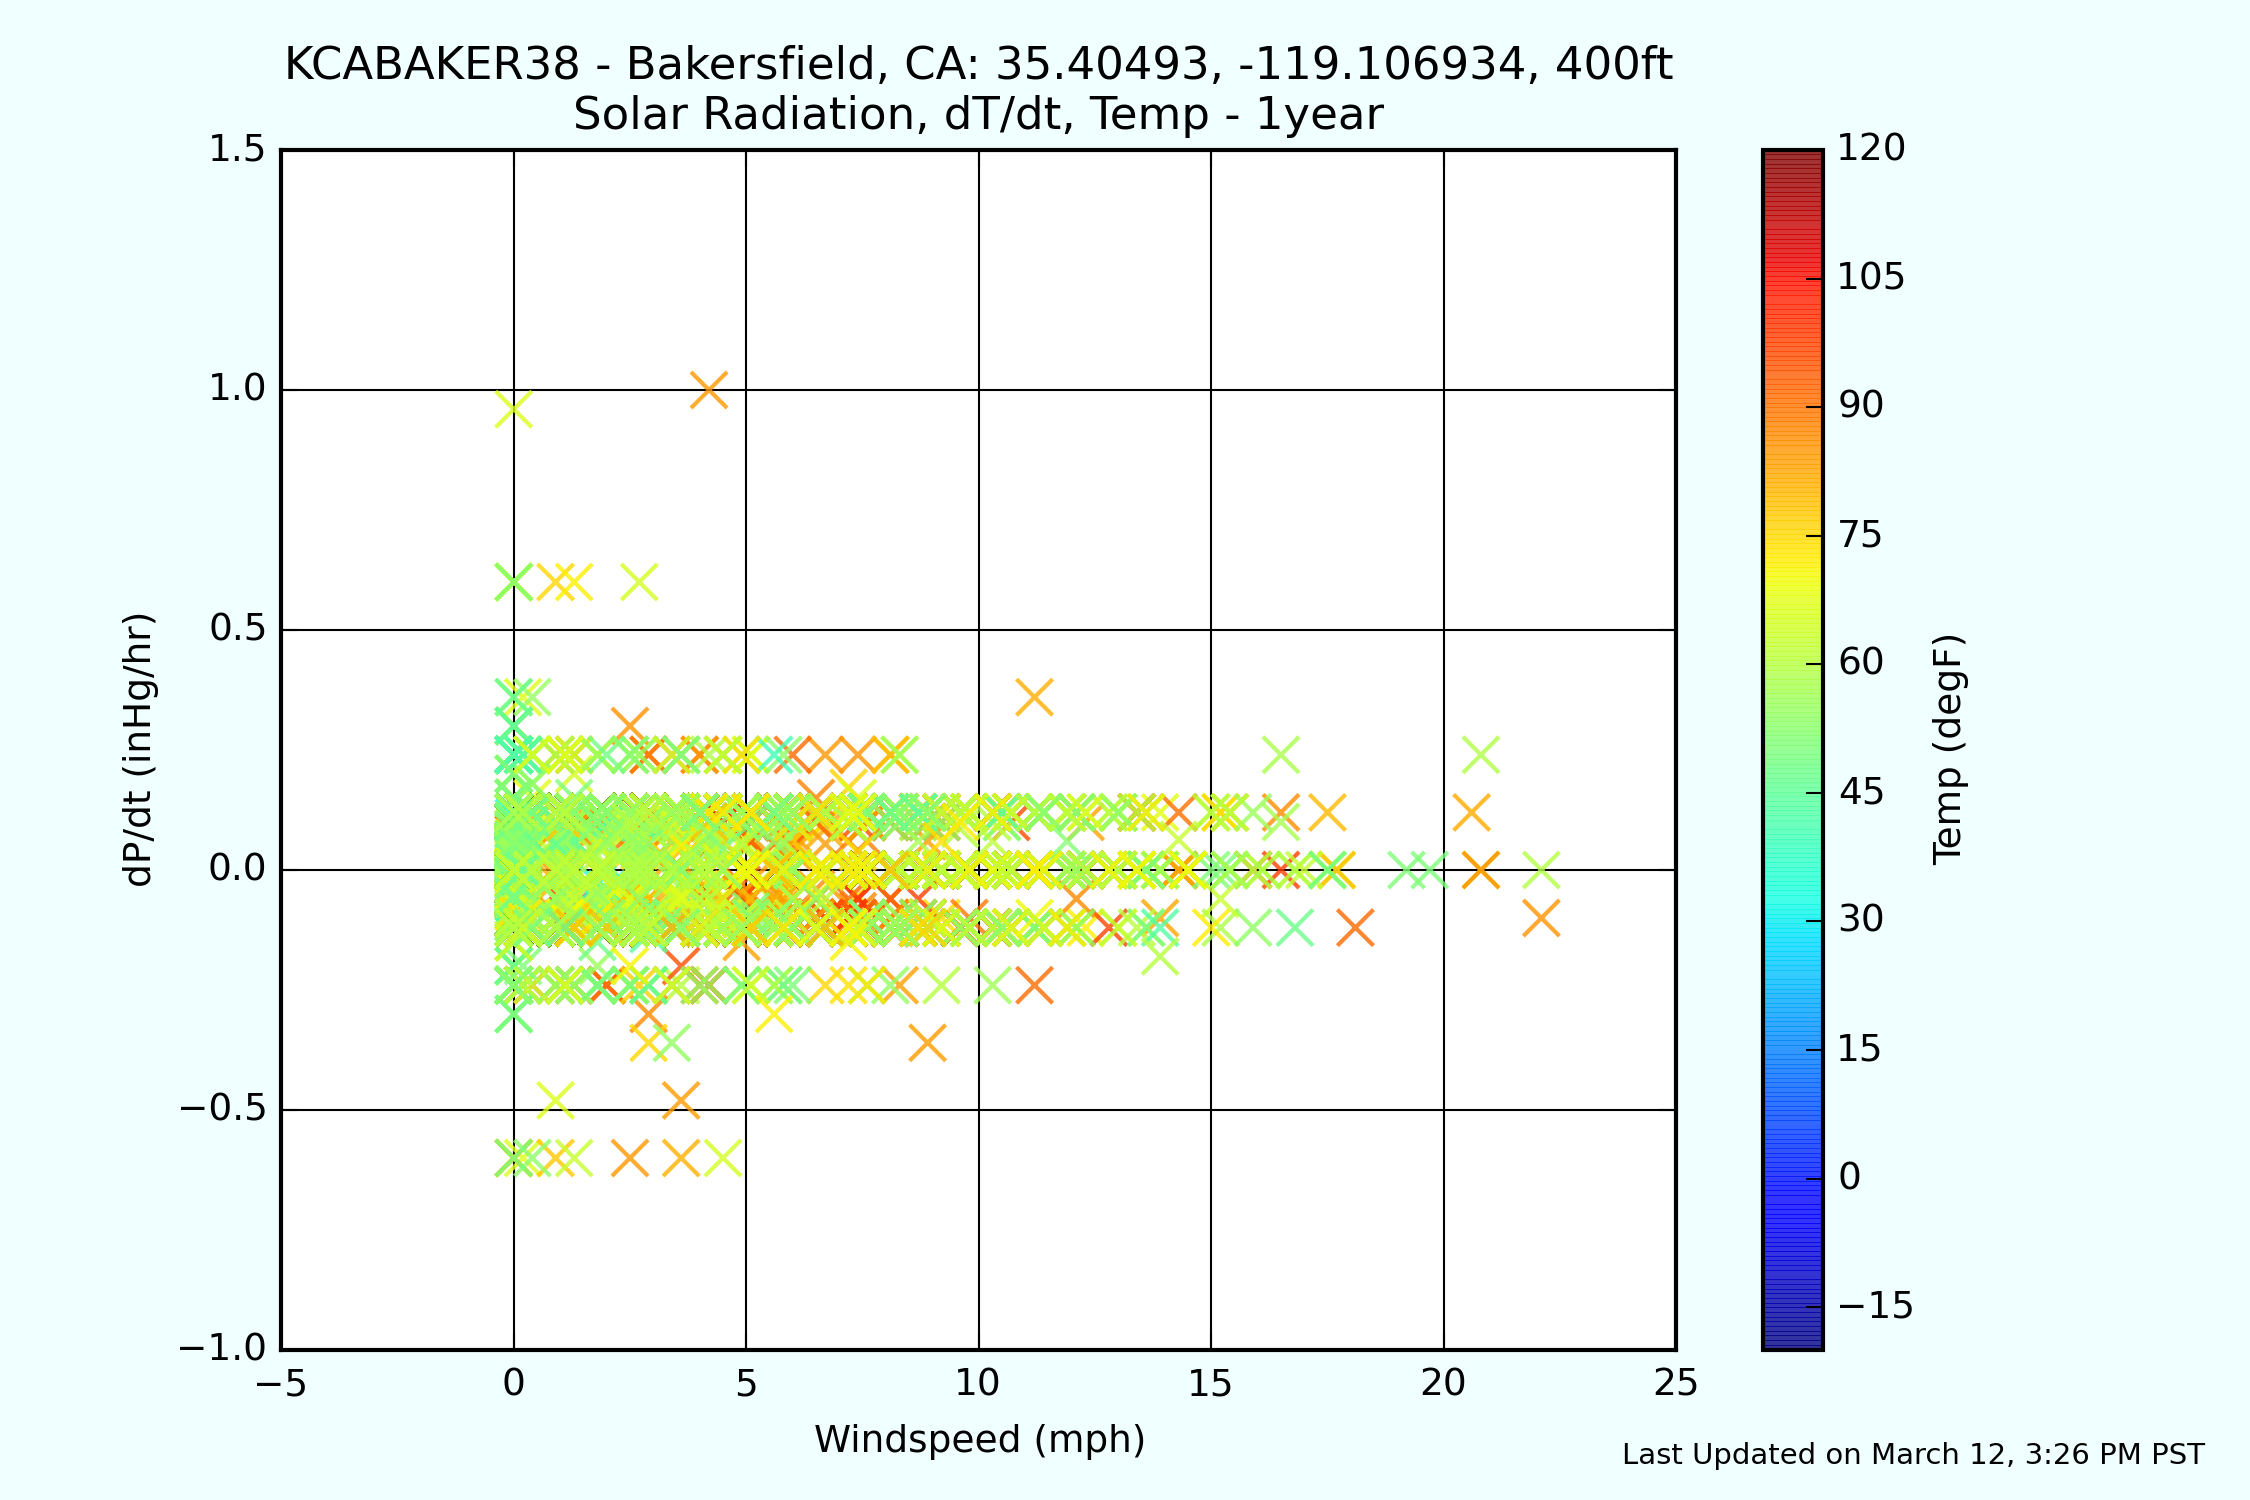 KCABAKER38 - Bakersfield, CA: 35.40493, -119.106934, 400ft
Solar Radiation, dT/dt, Temp - 1year
1.5
1.0
0.5
0.0
−0.5
−1.0
dP/dt (inHg/hr)
−5 0 5 10 15 20 25
Windspeed (mph)
120
105
90
75
60
45
30
15
0
−15
Temp (degF)
Last Updated on March 12, 3:26 PM PST